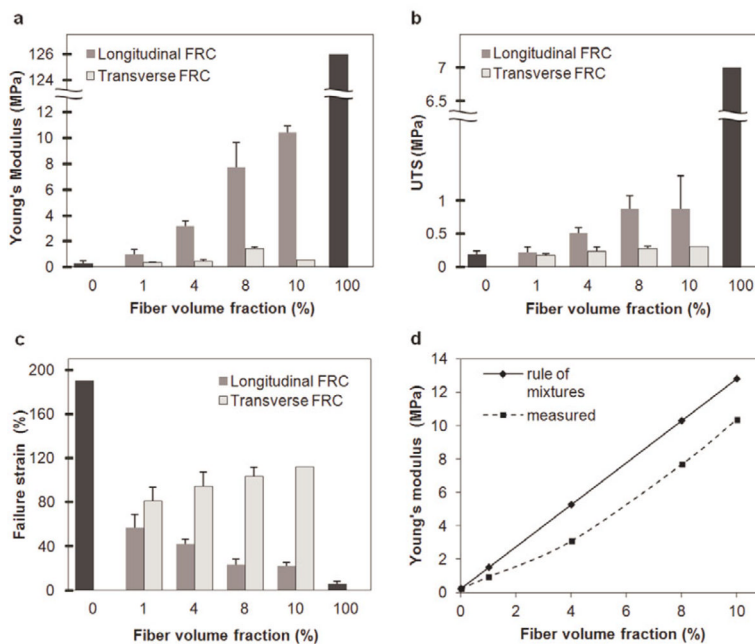 a
Young's Modulus (MPa)
126
124
12
10
8
6
4
2
0
Longitudinal FRC
Transverse FRC
0 1 4 8 10 100
Fiber volume fraction (%)
b
UTS (MPa)
7
6.5
1
0.5
0
Longitudinal FRC
Transverse FRC
0 1 4 8 10 100
Fiber volume fraction (%)
c
Failure strain (%)
200
160
120
80
40
0
Longitudinal FRC
Transverse FRC
0 1 4 8 10 100
Fiber volume fraction (%)
d
Young's modulus (MPa)
14
12
10
8
6
4
2
0
rule of
mixtures
measured
0 2 4 6 8 10
Fiber volume fraction (%)